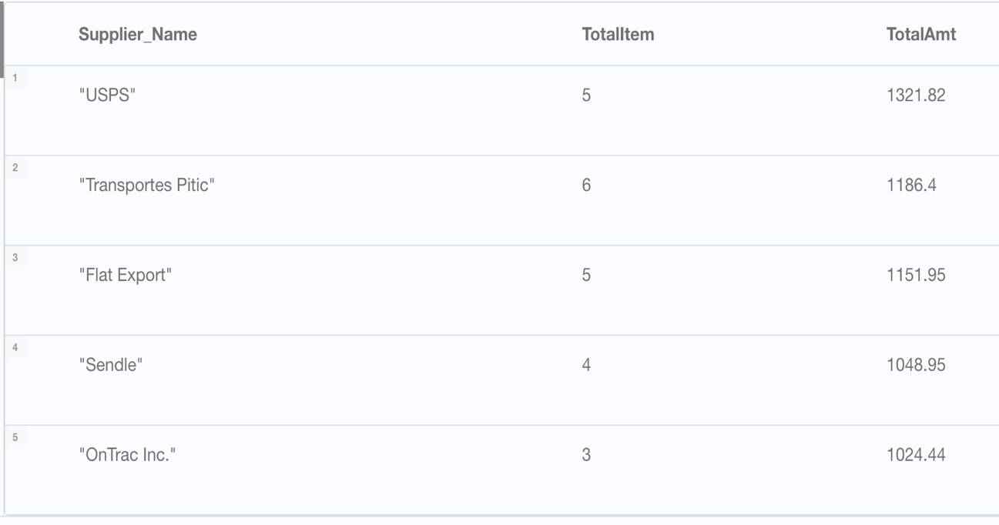 Supplier_Name TotalItem TotalAmt
1
"USPS" 5 1321.82
2
"Transportes Pitic" 6 1186.4
3
"Flat Export" 5 1151.95
4
"Sendle" 4 1048.95
5
"OnTrac Inc." 3 1024.44